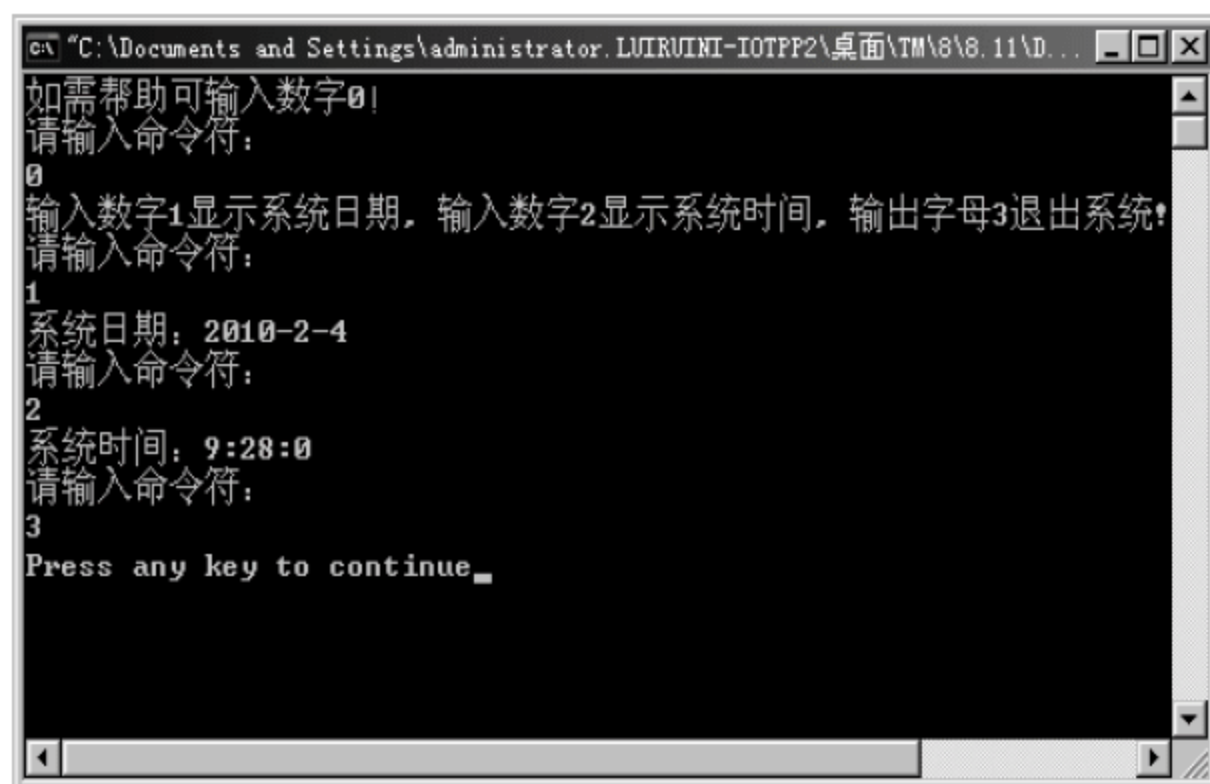 "C:\Documents and Settings\administrator.LVIRVINI-IOTPP2\桌面\TM\8\8.11\D...
如需帮助可输入数字0!
请输入命令符:
0
输入数字1显示系统日期, 输入数字2显示系统时间, 输出字母3退出系统!
请输入命令符:
1
系统日期: 2010-2-4
请输入命令符:
2
系统时间: 9:28:0
请输入命令符:
3
Press any key to continue